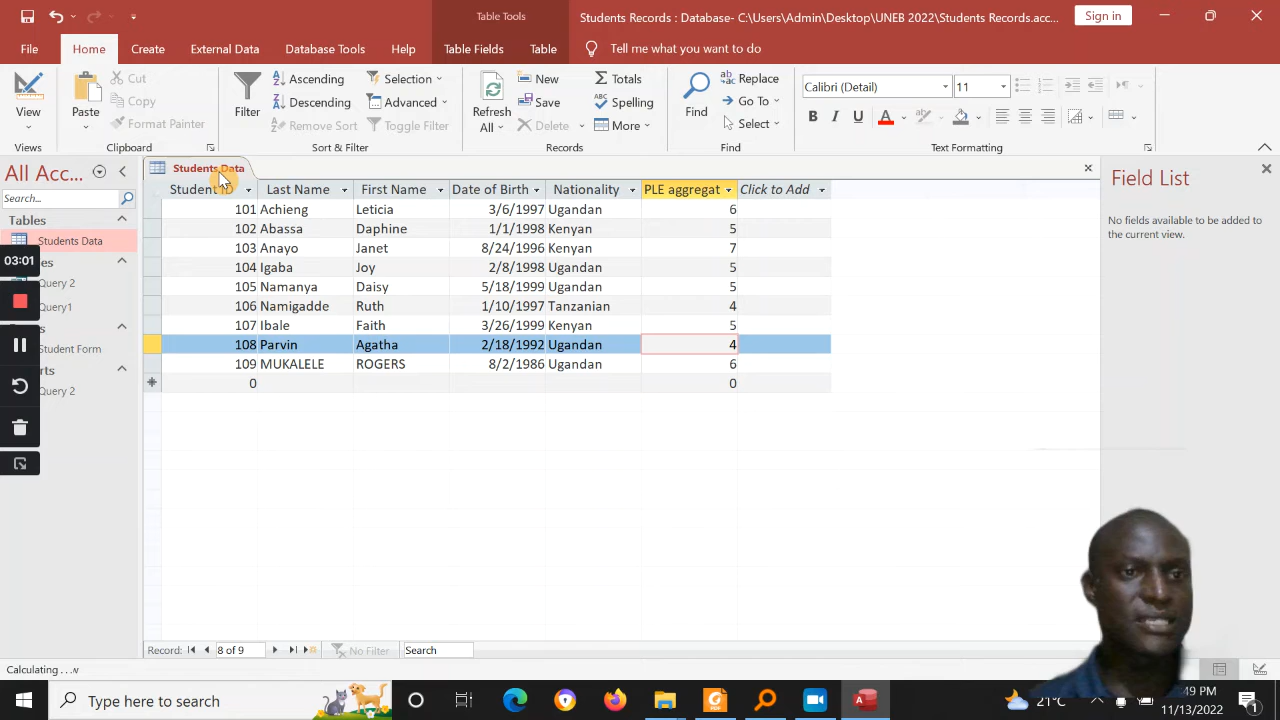 Table Tools
Students Records : Database- C:\Users\Admin\Desktop\UNEB 2022\Students Records.acc...
Sign in
File Home Create External Data Database Tools Help Table Fields Table Tell me what you want to do
View
Views
Paste
Cut
Copy
Format Painter
Clipboard
Filter
Ascending
Descending
Selection
Advanced
Toggle Filter
Sort & Filter
Refresh
All
New
Save
Delete
Totals
Spelling
More
Records
Find
Replace
Go To
Select
Find
Calibri (Detail) 11
B I U
Text Formatting
All Acc...
Search...
Tables
Students Data
03:01
Query 2
Query1
Student Form
Query 2
Students Data
Last Name First Name Date of Birth Nationality PLE aggregat Click to Add
101 Achieng Leticia 3/6/1997 Ugandan 6
102 Abassa Daphine 1/1/1998 Kenyan 5
103 Anayo Janet 8/24/1996 Kenyan 7
104 Igaba Joy 2/8/1998 Ugandan 5
105 Namanya Daisy 5/18/1999 Ugandan 5
106 Namigadde Ruth 1/10/1997 Tanzanian 4
107 Ibale Faith 3/26/1999 Kenyan 5
108 Parvin Agatha 2/18/1992 Ugandan 4
109 MUKALELE ROGERS 8/2/1986 Ugandan 6
0 0
Field List
No fields available to be added to
the current view.
Record: 8 of 9 No Filter Search
Calculating . . .
Type here to search
21°C
11/13/2022
1